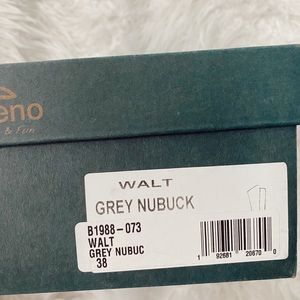 eno
& Fun
WALT
GREY NUBUCK
B1988-073
WALT
GREY NUBUC
38
1 92681 20670 0